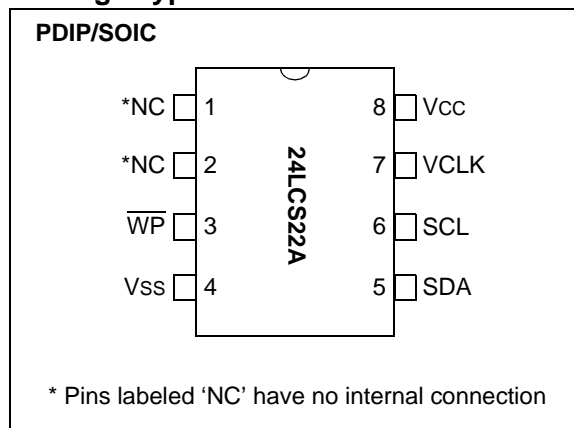 PDIP/SOIC
*NC 1 8 VCC
*NC 2 7 VCLK
24LCS22A
W̅P̅ 3 6 SCL
VSS 4 5 SDA
* Pins labeled ‘NC’ have no internal connection